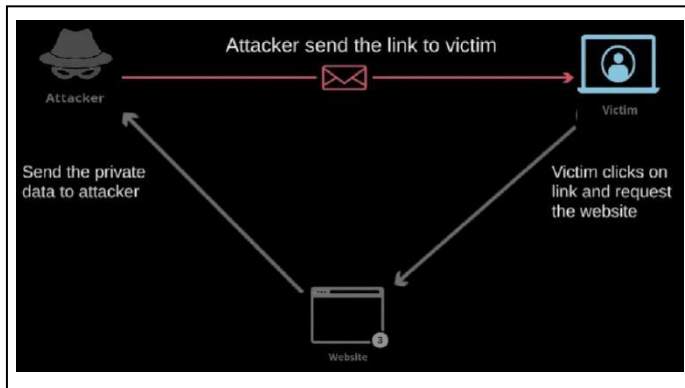 Attacker send the link to victim
Attacker
Victim
Send the private
data to attacker
Victim clicks on
link and request
the website
3
Website